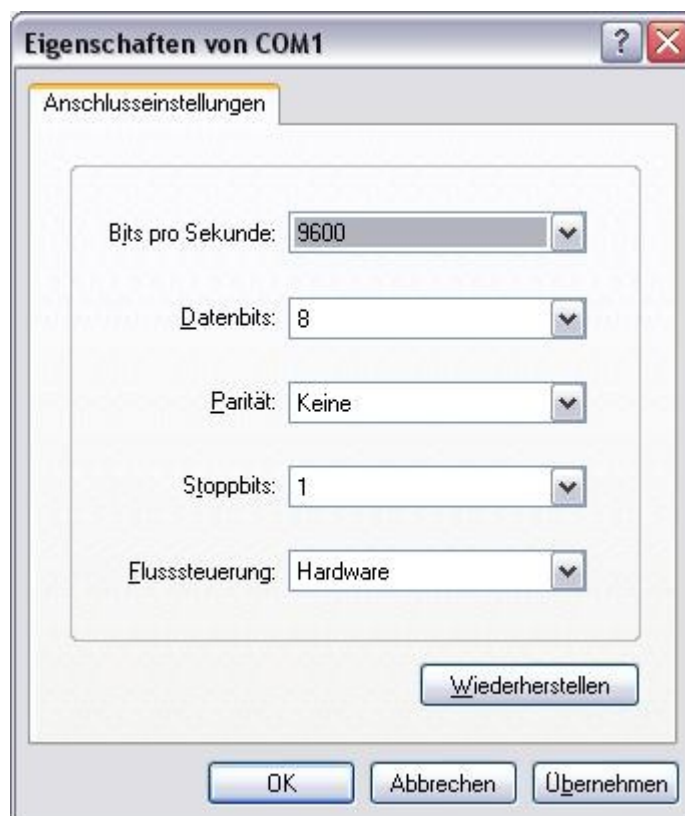 Eigenschaften von COM1
?
Anschlusseinstellungen
Bits pro Sekunde: 9600
Datenbits: 8
Parität: Keine
Stoppbits: 1
Flusssteuerung: Hardware
Wiederherstellen
OK Abbrechen Übernehmen